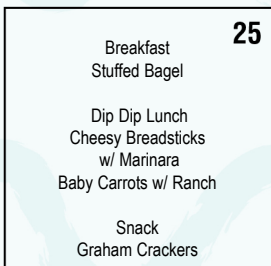 25
Breakfast
Stuffed Bagel
Dip Dip Lunch
Cheesy Breadsticks
w/ Marinara
Baby Carrots w/ Ranch
Snack
Graham Crackers